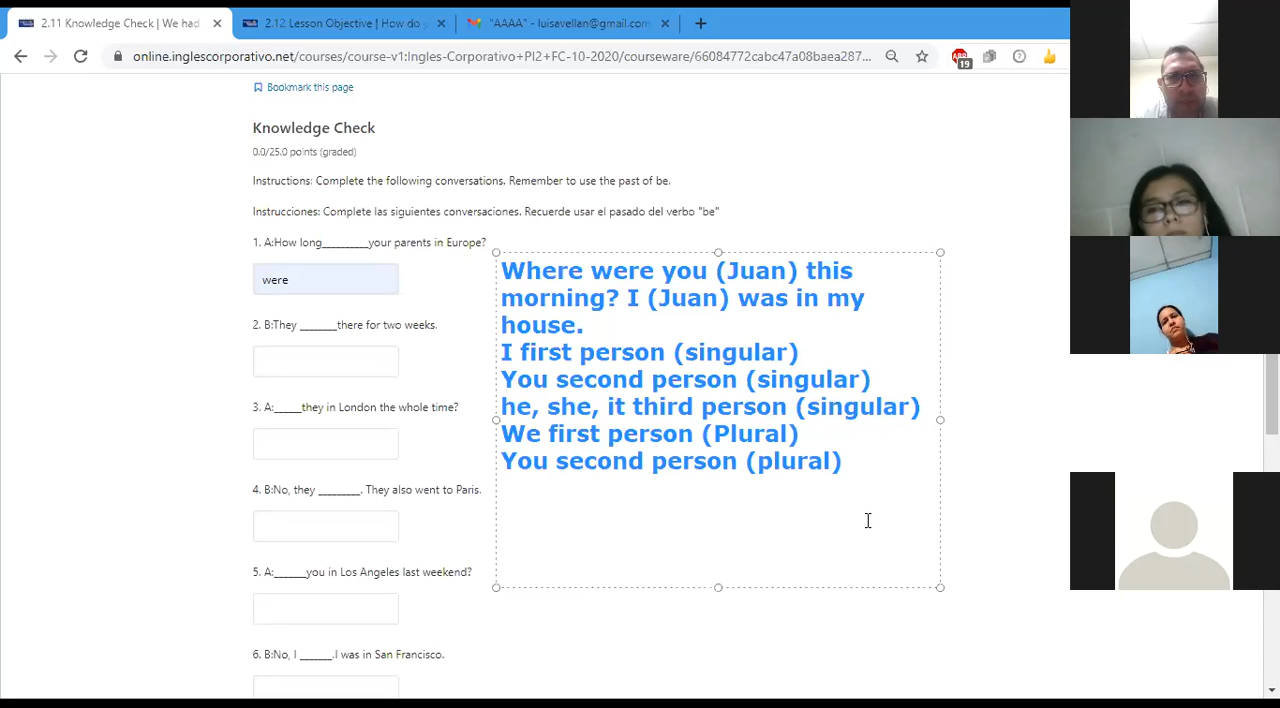 2.11 Knowledge Check | We had
2.12 Lesson Objective | How do
"AAAA" - luisavellan@gmail.com
online.inglescorporativo.net/courses/course-v1:Ingles-Corporativo+PI2+FC-10-2020/courseware/66084772cabc47a08baea287...
19
Bookmark this page
Knowledge Check
0.0/25.0 points (graded)
Instructions: Complete the following conversations. Remember to use the past of be.
Instrucciones: Complete las siguientes conversaciones. Recuerde usar el pasado del verbo "be"
1. A:How long__________your parents in Europe?
were
2. B:They ________there for two weeks.
3. A:______they in London the whole time?
4. B:No, they _________. They also went to Paris.
5. A:_______you in Los Angeles last weekend?
6. B:No, I _______.I was in San Francisco.
Where were you (Juan) this
morning? I (Juan) was in my
house.
I first person (singular)
You second person (singular)
he, she, it third person (singular)
We first person (Plural)
You second person (plural)